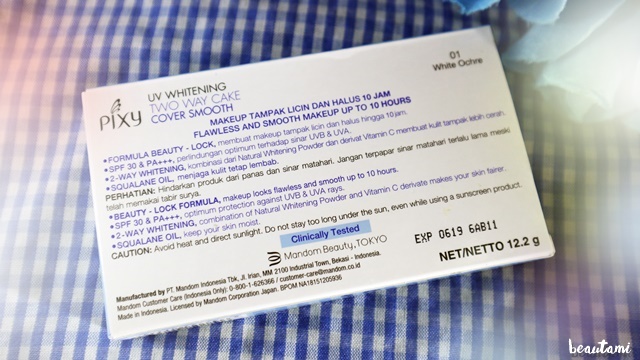 PIXY
UV WHITENING
TWO WAY CAKE
COVER SMOOTH
01
White Ochre
MAKEUP TAMPAK LICIN DAN HALUS 10 JAM
FLAWLESS AND SMOOTH MAKEUP UP TO 10 HOURS
•FORMULA BEAUTY - LOCK, membuat makeup tampak licin dan halus hingga 10 jam.
•SPF 30 & PA+++, perlindungan optimum terhadap sinar UVB & UVA.
•2-WAY WHITENING, kombinasi dari Natural Whitening Powder dan derivat Vitamin C membuat kulit tampak lebih cerah.
•SQUALANE OIL, menjaga kulit tetap lembab.
PERHATIAN: Hindarkan produk dari panas dan sinar matahari. Jangan terpapar sinar matahari terlalu lama meski
telah memakai tabir surya.
•BEAUTY - LOCK FORMULA, makeup looks flawless and smooth up to 10 hours.
•SPF 30 & PA+++, optimum protection against UVB & UVA rays.
•2-WAY WHITENING, combination of Natural Whitening Powder and Vitamin C derivate makes your skin fairer.
•SQUALANE OIL, keep your skin moist.
CAUTION: Avoid heat and direct sunlight. Do not stay too long under the sun, even while using a sunscreen product.
Clinically Tested
Mandom Beauty, TOKYO
EXP 0619 6AB11
NET/NETTO 12.2 g
Manufactured by PT. Mandom Indonesia Tbk, Jl. Irian, MM 2100 Industrial Town, Bekasi - Indonesia.
Mandom Customer Care (Indonesia Only): 0-800-1-626366 / customer-care@mandom.co.id
Made in Indonesia. Licensed by Mandom Corporation Japan. BPOM NA18151205936
beautami